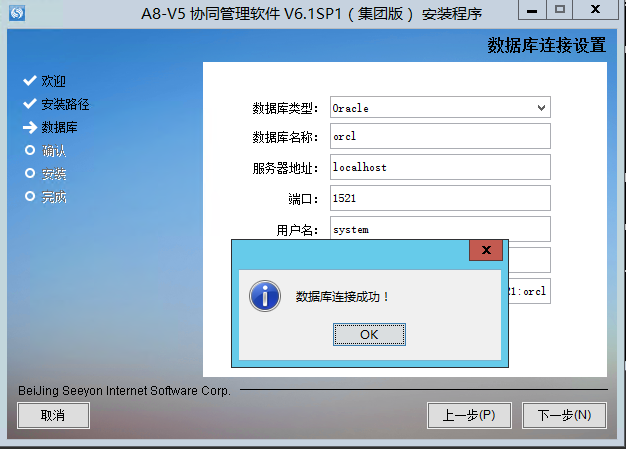 A8-V5 协同管理软件 V6.1SP1（集团版） 安装程序
数据库连接设置
欢迎
安装路径
数据库
确认
安装
完成
数据库类型： Oracle
数据库名称： orcl
服务器地址： localhost
端口： 1521
用户名： system
21:orcl
数据库连接成功！
OK
BeiJing Seeyon Internet Software Corp.
取消
上一步(P)
下一步(N)